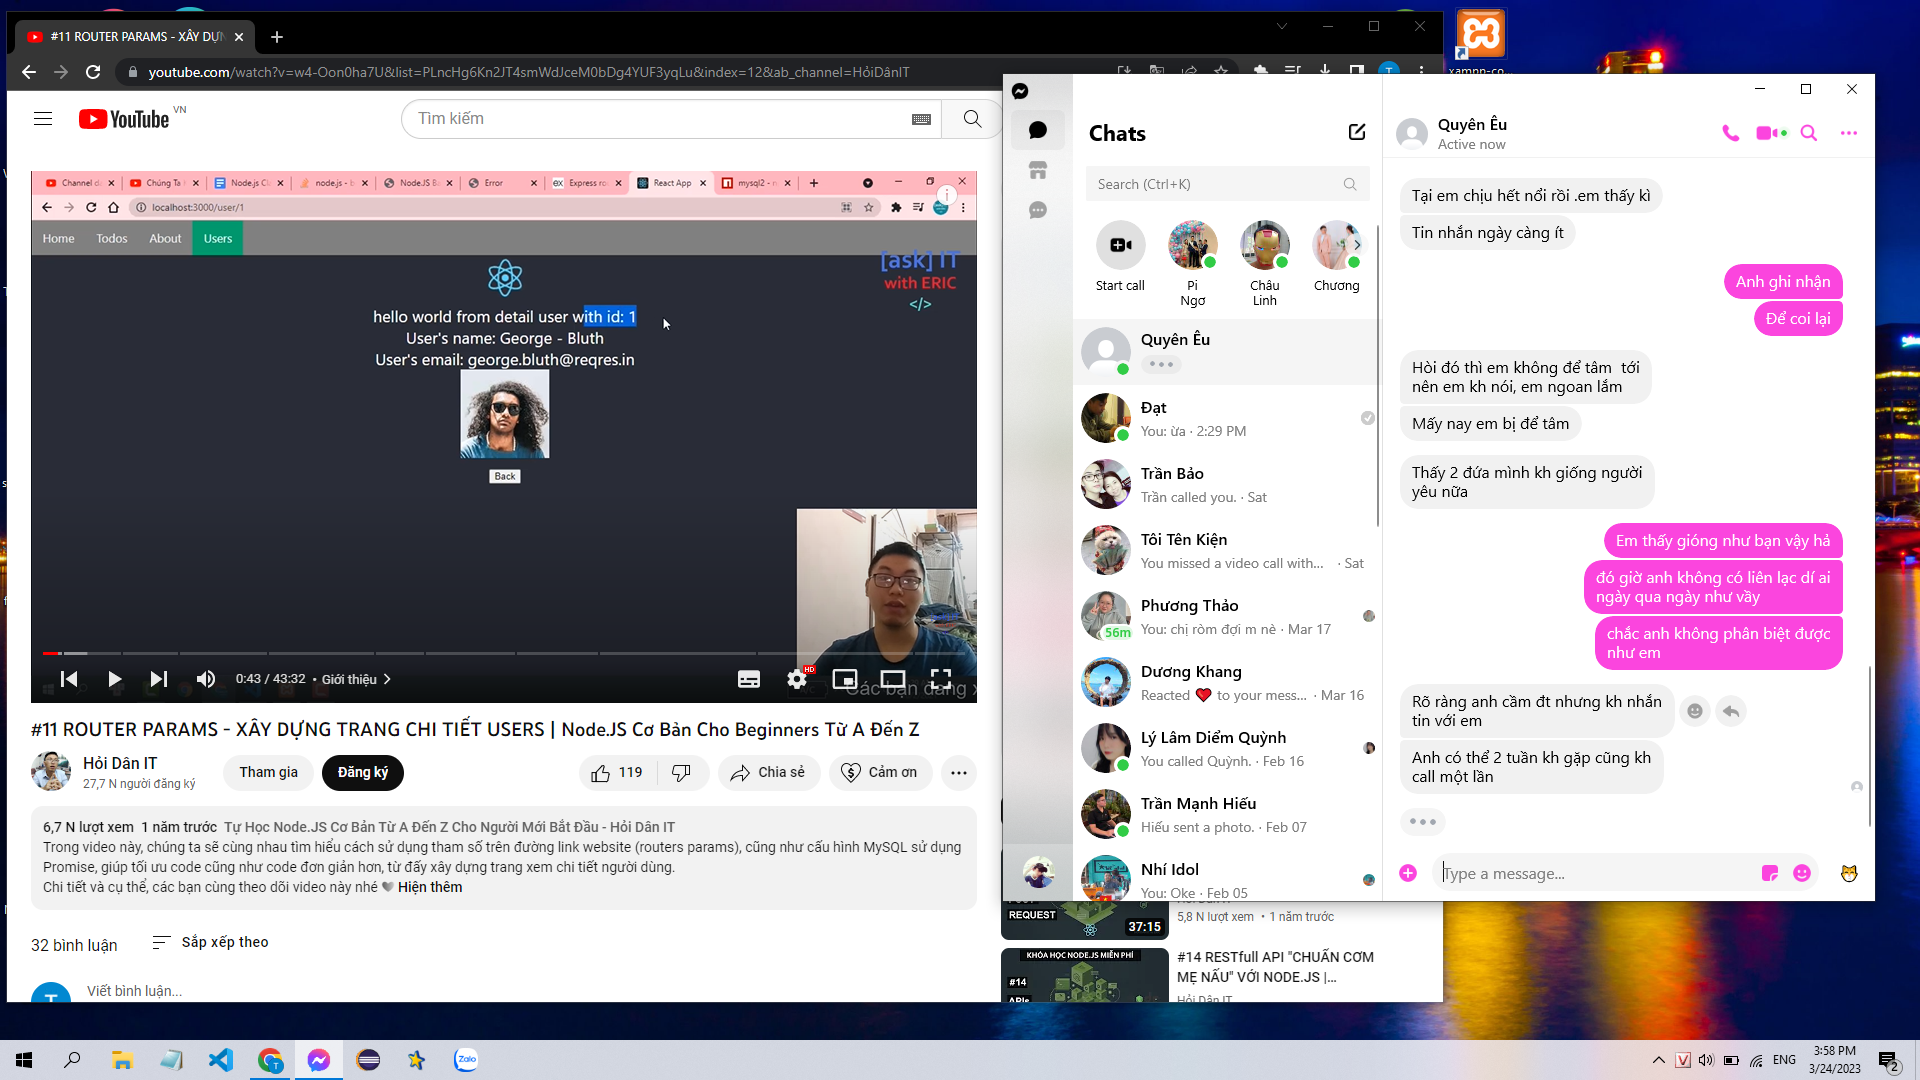 #11 ROUTER PARAMS - XÂY DỰN
youtube.com/watch?v=w4-Oon0ha7U&list=PLncHg6Kn2JT4smWdJceM0bDg4YUF3yqLu&index=12&ab_channel=HỏiDânIT
YouTube VN
Tìm kiếm
Channel d
Chúng Ta
Node.js C
node.js - b
NodeJS B
Error
Express ro
React App
mysql2 - n
localhost:3000/user/1
Home
Todos
About
Users
[ask] IT
with ERIC
</>
hello world from detail user with id: 1
User's name: George - Bluth
User's email: george.bluth@reqres.in
Back
0:43 / 43:32 • Giới thiệu
HD
Các bạn đang x
#11 ROUTER PARAMS - XÂY DỰNG TRANG CHI TIẾT USERS | Node.JS Cơ Bản Cho Beginners Từ A Đến Z
Hỏi Dân IT
27,7 N người đăng ký
Tham gia
Đăng ký
119
Chia sẻ
Cảm ơn
6,7 N lượt xem 1 năm trước Tự Học Node.JS Cơ Bản Từ A Đến Z Cho Người Mới Bắt Đầu - Hỏi Dân IT
Trong video này, chúng ta sẽ cùng nhau tìm hiểu cách sử dụng tham số trên đường link website (routers params), cũng như cấu hình MySQL sử dụng
Promise, giúp tối ưu code cũng như code đơn giản hơn, từ đấy xây dựng trang xem chi tiết người dùng.
Chi tiết và cụ thể, các bạn cùng theo dõi video này nhé 🖤 Hiện thêm
32 bình luận
Sắp xếp theo
T
Viết bình luận...
REQUEST
37:15
5,8 N lượt xem • 1 năm trước
KHÓA HỌC NODE.JS MIỄN PHÍ
#14
APIs
#14 RESTfull API "CHUẨN CƠM
MẸ NẤU" VỚI NODE.JS |...
Hỏi Dân IT
Chats
Search (Ctrl+K)
Start call
Pi
Ngơ
Châu
Linh
Chương
Quyên Êu
Đạt
You: ừa · 2:29 PM
Trần Bảo
Trần called you. · Sat
Tôi Tên Kiện
You missed a video call with... · Sat
Phương Thảo
56m
You: chị ròm đợi m nè · Mar 17
Dương Khang
Reacted ❤ to your mess... · Mar 16
Lý Lâm Diểm Quỳnh
You called Quỳnh. · Feb 16
Trần Mạnh Hiếu
Hiếu sent a photo. · Feb 07
Nhí Idol
You: Oke · Feb 05
Quyên Êu
Active now
Tại em chịu hết nổi rồi .em thấy kì
Tin nhắn ngày càng ít
Anh ghi nhận
Để coi lại
Hòi đó thì em không để tâm  tới
nên em kh nói, em ngoan lắm
Mấy nay em bị để tâm
Thấy 2 đứa mình kh giống người
yêu nữa
Em thấy gióng như bạn vậy hả
đó giờ anh không có liên lạc dí ai
ngày qua ngày như vầy
chắc anh không phân biệt được
như em
Rõ ràng anh cầm đt nhưng kh nhắn
tin với em
Anh có thể 2 tuần kh gặp cũng kh
call một lần
Type a message...
Zalo
V
ENG
3:58 PM
3/24/2023
2